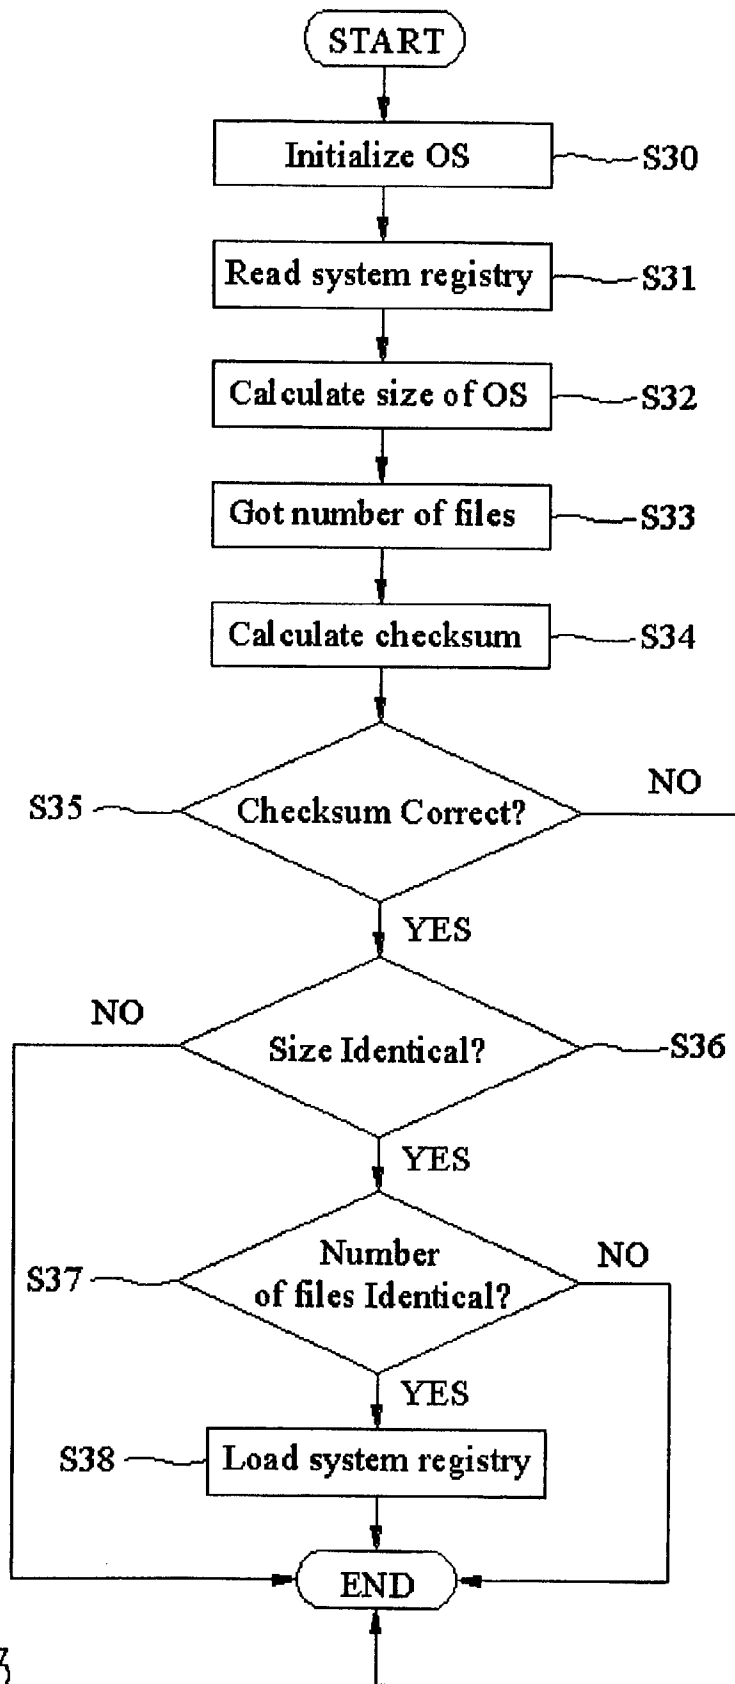 START
Initialize OS
S30
Read system registry
S31
Calculate size of OS
S32
Got number of files
S33
Calculate checksum
S34
S35
Checksum Correct?
NO
YES
NO
Size Identical?
S36
YES
S37
Number
of files Identical?
NO
YES
S38
Load system registry
END